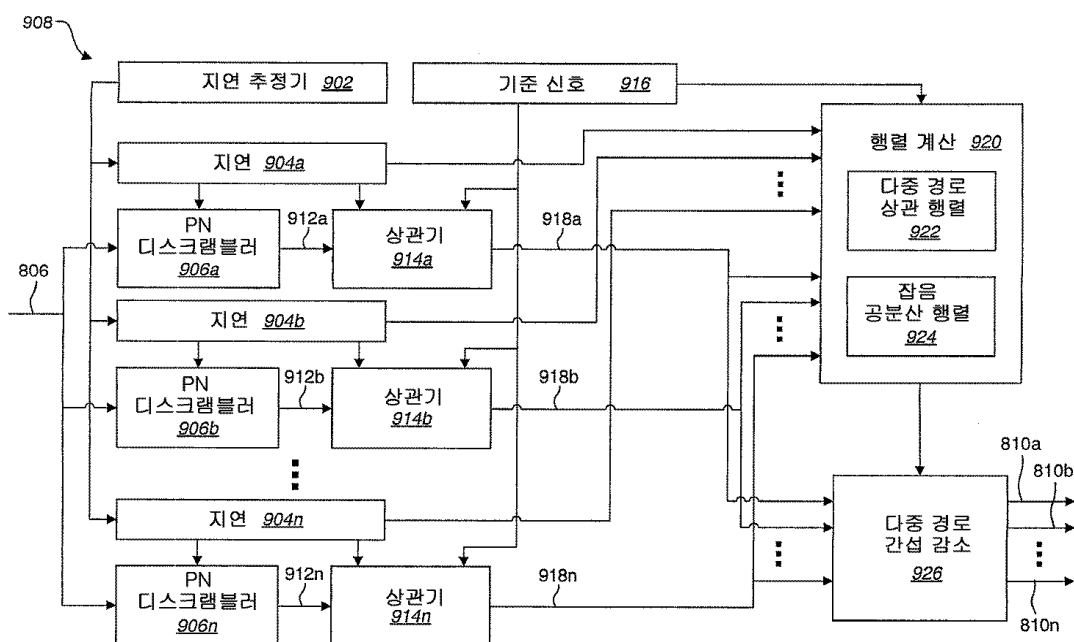 908
지연 추정기 902
기준 신호 916
행렬 계산 920
지연 904a
다중 경로
상관 행렬
922
PN
디스크램블러
906a
912a
상관기
914a
918a
806
잡음
공분산 행렬
924
지연 904b
PN
디스크램블러
906b
912b
상관기
914b
918b
810a
810b
지연 904n
다중 경로
간섭 감소
926
PN
디스크램블러
906n
912n
상관기
914n
918n
810n